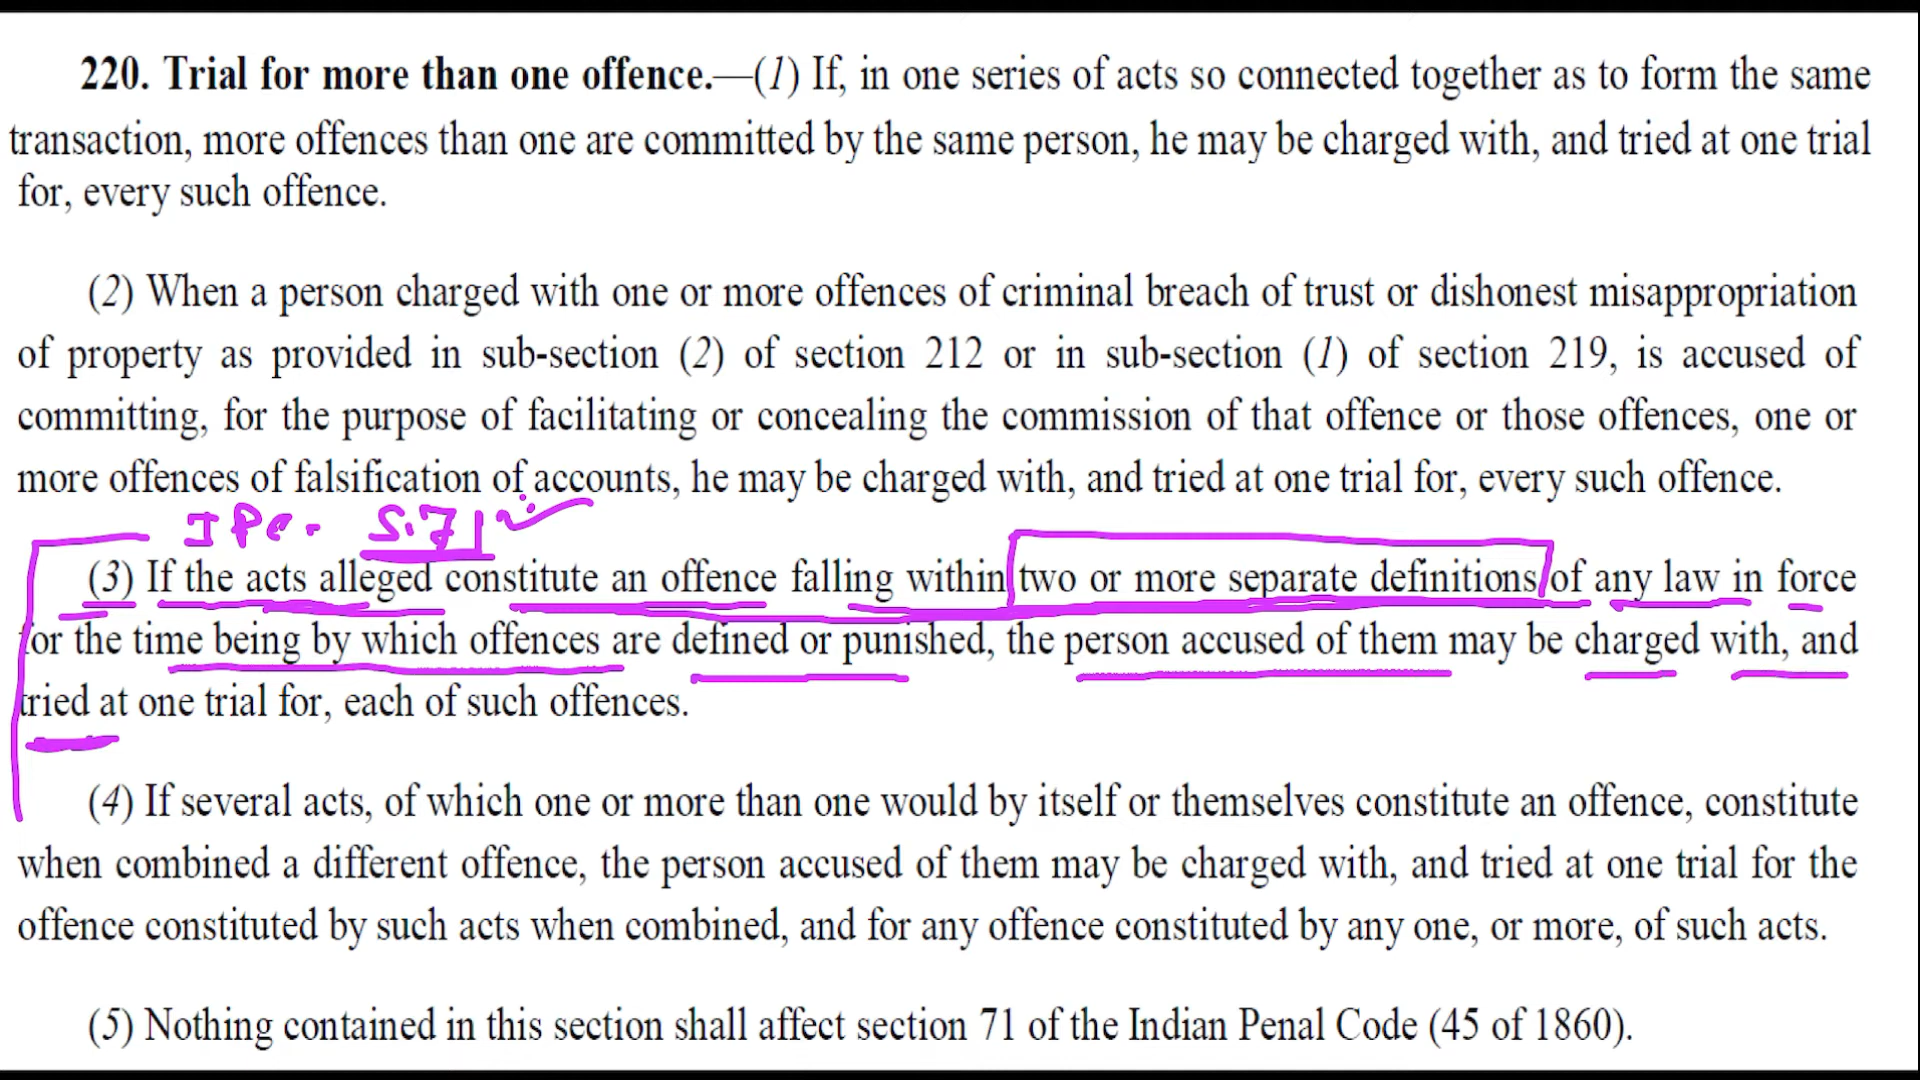 220. Trial for more than one offence.—(1) If, in one series of acts so connected together as to form the same
transaction, more offences than one are committed by the same person, he may be charged with, and tried at one trial
for, every such offence.
(2) When a person charged with one or more offences of criminal breach of trust or dishonest misappropriation
of property as provided in sub-section (2) of section 212 or in sub-section (1) of section 219, is accused of
committing, for the purpose of facilitating or concealing the commission of that offence or those offences, one or
more offences of falsification of accounts, he may be charged with, and tried at one trial for, every such offence.
IPC. S.71
(3) If the acts alleged constitute an offence falling within two or more separate definitions of any law in force
for the time being by which offences are defined or punished, the person accused of them may be charged with, and
tried at one trial for, each of such offences.
(4) If several acts, of which one or more than one would by itself or themselves constitute an offence, constitute
when combined a different offence, the person accused of them may be charged with, and tried at one trial for the
offence constituted by such acts when combined, and for any offence constituted by any one, or more, of such acts.
(5) Nothing contained in this section shall affect section 71 of the Indian Penal Code (45 of 1860).